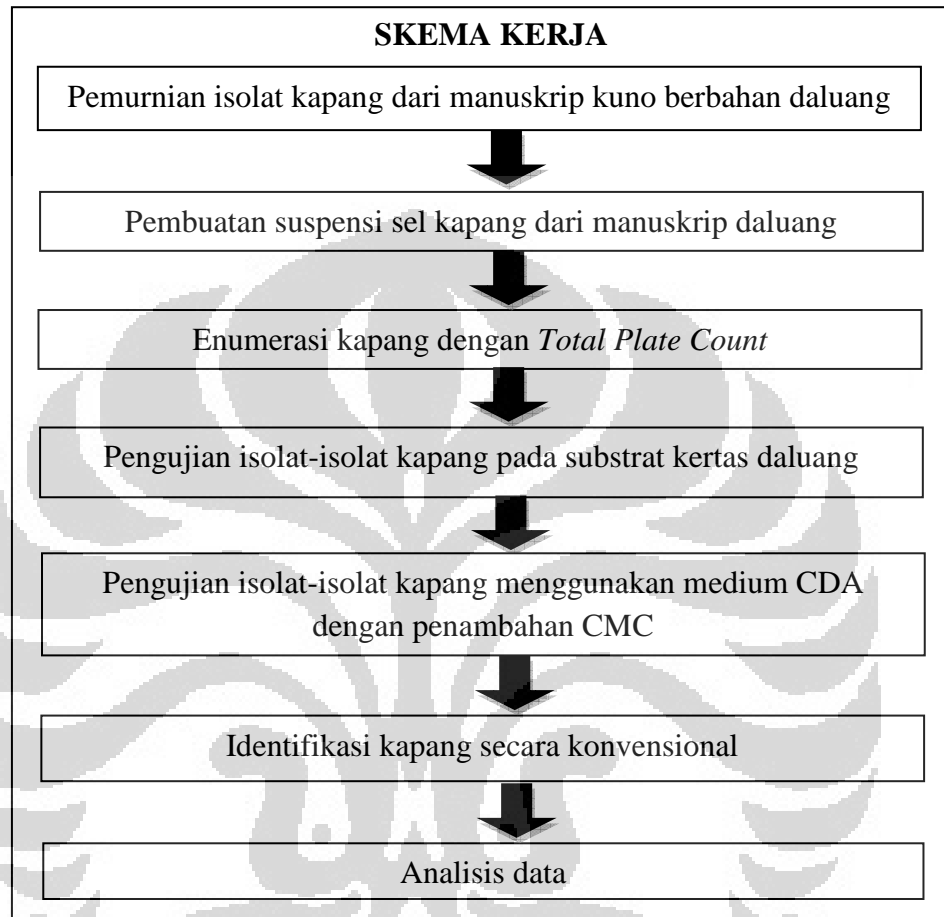 SKEMA KERJA
Pemurnian isolat kapang dari manuskrip kuno berbahan daluang
Pembuatan suspensi sel kapang dari manuskrip daluang
Enumerasi kapang dengan Total Plate Count
Pengujian isolat-isolat kapang pada substrat kertas daluang
Pengujian isolat-isolat kapang menggunakan medium CDA
dengan penambahan CMC
Identifikasi kapang secara konvensional
Analisis data